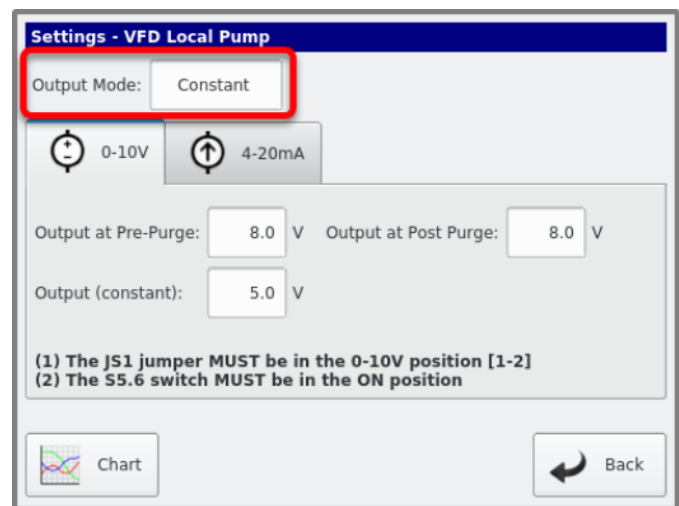 Settings - VFD Local Pump
Output Mode: Constant
0-10V 4-20mA
Output at Pre-Purge: 8.0 V Output at Post Purge: 8.0 V
Output (constant): 5.0 V
(1) The JS1 jumper MUST be in the 0-10V position [1-2]
(2) The S5.6 switch MUST be in the ON position
Chart Back